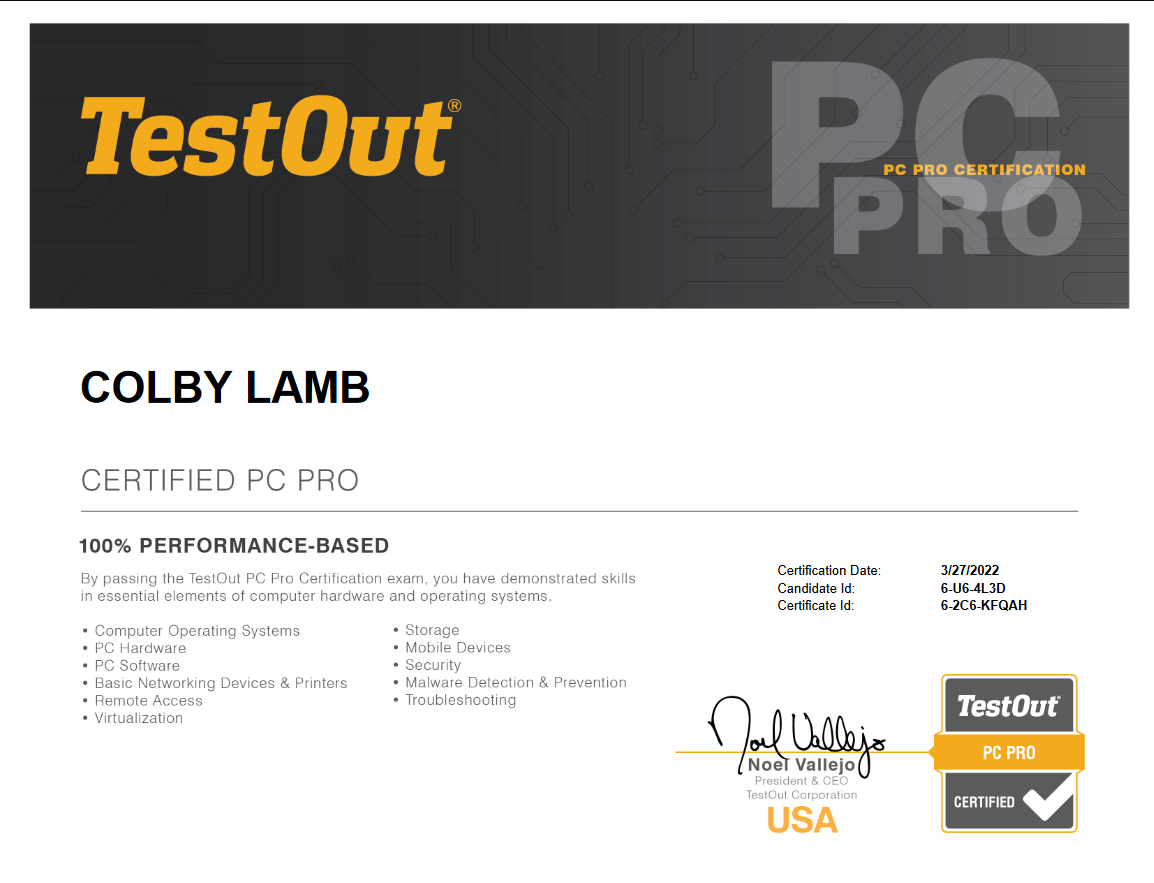 TestOut®
PC
PC PRO CERTIFICATION
PRO
COLBY LAMB
CERTIFIED PC PRO
100% PERFORMANCE-BASED
By passing the TestOut PC Pro Certification exam, you have demonstrated skills
in essential elements of computer hardware and operating systems.
• Computer Operating Systems
• PC Hardware
• PC Software
• Basic Networking Devices & Printers
• Remote Access
• Virtualization
• Storage
• Mobile Devices
• Security
• Malware Detection & Prevention
• Troubleshooting
Certification Date: 3/27/2022
Candidate Id: 6-U6-4L3D
Certificate Id: 6-2C6-KFQAH
Noel Vallejo
Noel Vallejo
President & CEO
TestOut Corporation
USA
TestOut®
PC PRO
CERTIFIED